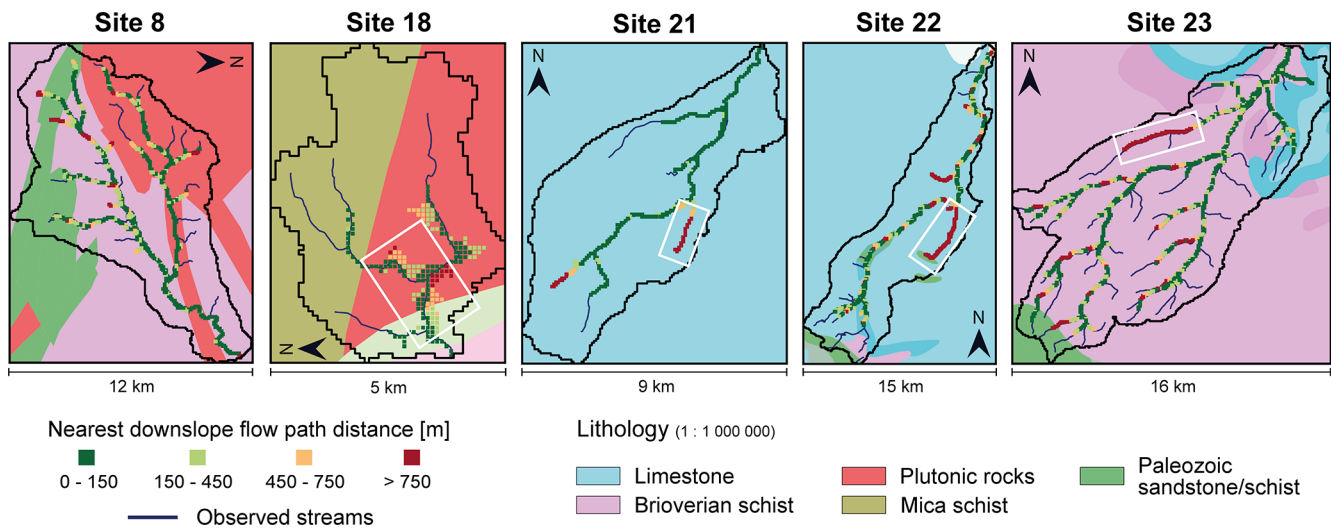 Site 8
Site 18
Site 21
Site 22
Site 23
N
N
N
N
N
12 km
5 km
9 km
15 km
16 km
Nearest downslope flow path distance [m]
0 - 150
150 - 450
450 - 750
> 750
Observed streams
Lithology (1 : 1 000 000)
Limestone
Brioverian schist
Plutonic rocks
Mica schist
Paleozoic
sandstone/schist